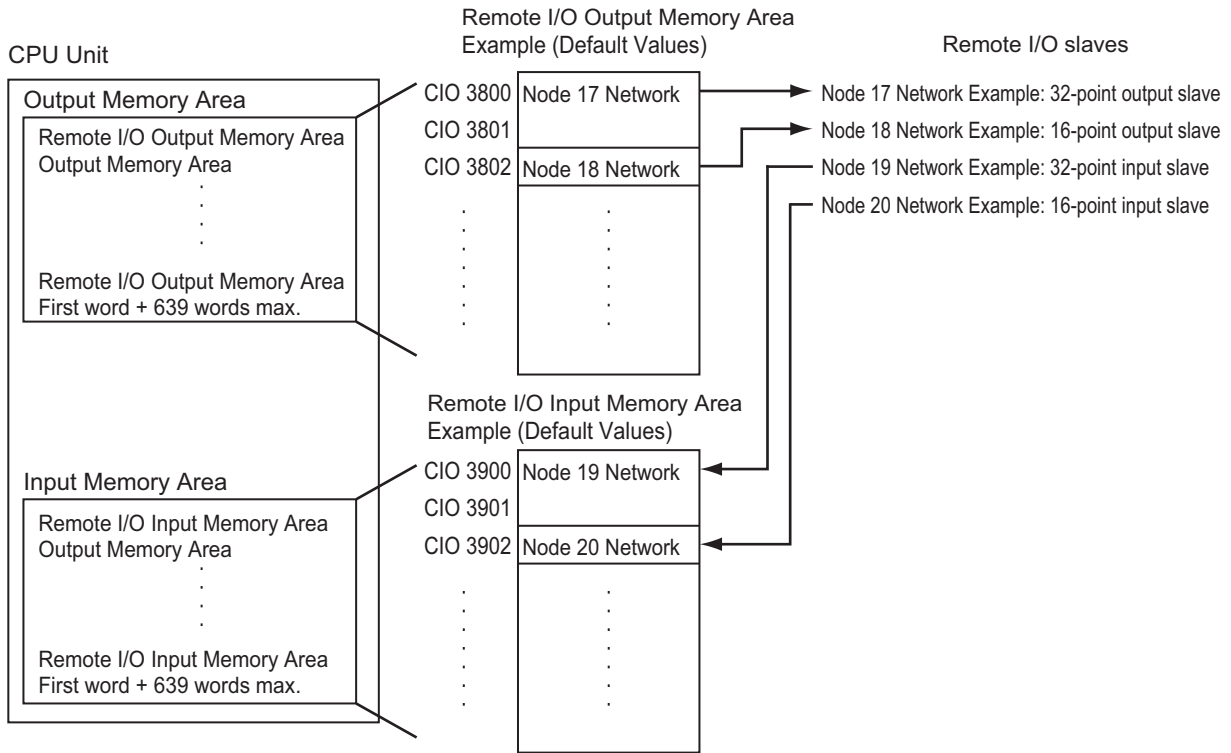 CPU Unit
Output Memory Area
Remote I/O Output Memory Area
Output Memory Area
Remote I/O Output Memory Area
First word + 639 words max.
Input Memory Area
Remote I/O Input Memory Area
Output Memory Area
Remote I/O Input Memory Area
First word + 639 words max.
Remote I/O Output Memory Area
Example (Default Values)
CIO 3800 Node 17 Network
CIO 3801
CIO 3802 Node 18 Network
Remote I/O Input Memory Area
Example (Default Values)
CIO 3900 Node 19 Network
CIO 3901
CIO 3902 Node 20 Network
Remote I/O slaves
Node 17 Network Example: 32-point output slave
Node 18 Network Example: 16-point output slave
Node 19 Network Example: 32-point input slave
Node 20 Network Example: 16-point input slave